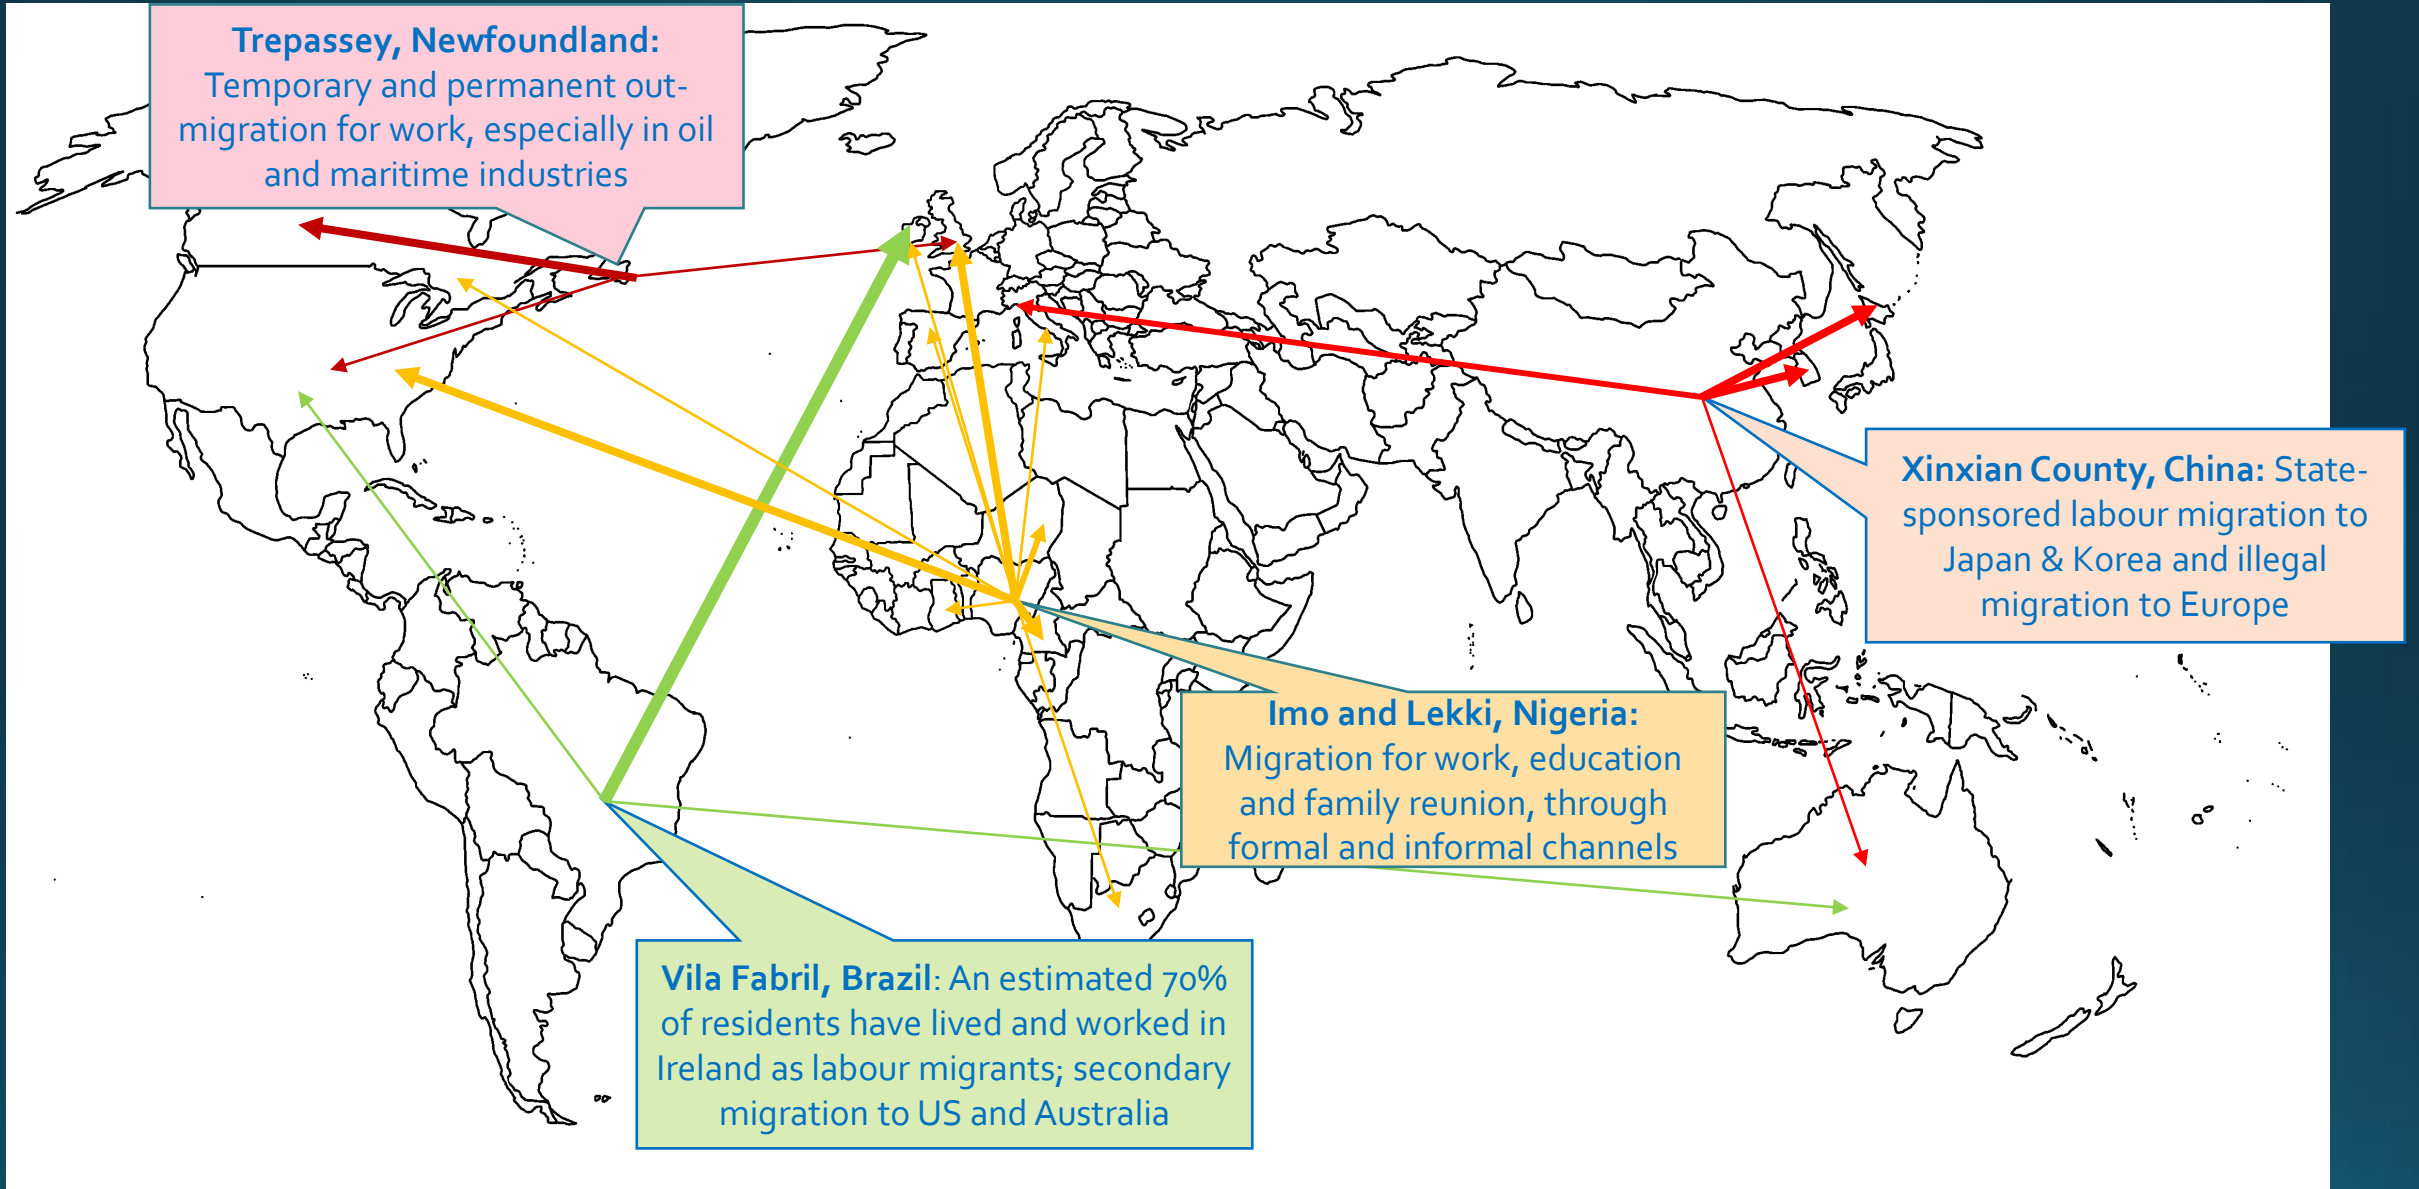 Trepassey, Newfoundland:
Temporary and permanent out-
migration for work, especially in oil
and maritime industries
Xinxian County, China: State-
sponsored labour migration to
Japan & Korea and illegal
migration to Europe
Imo and Lekki, Nigeria:
Migration for work, education
and family reunion, through
formal and informal channels
Vila Fabril, Brazil: An estimated 70%
of residents have lived and worked in
Ireland as labour migrants; secondary
migration to US and Australia